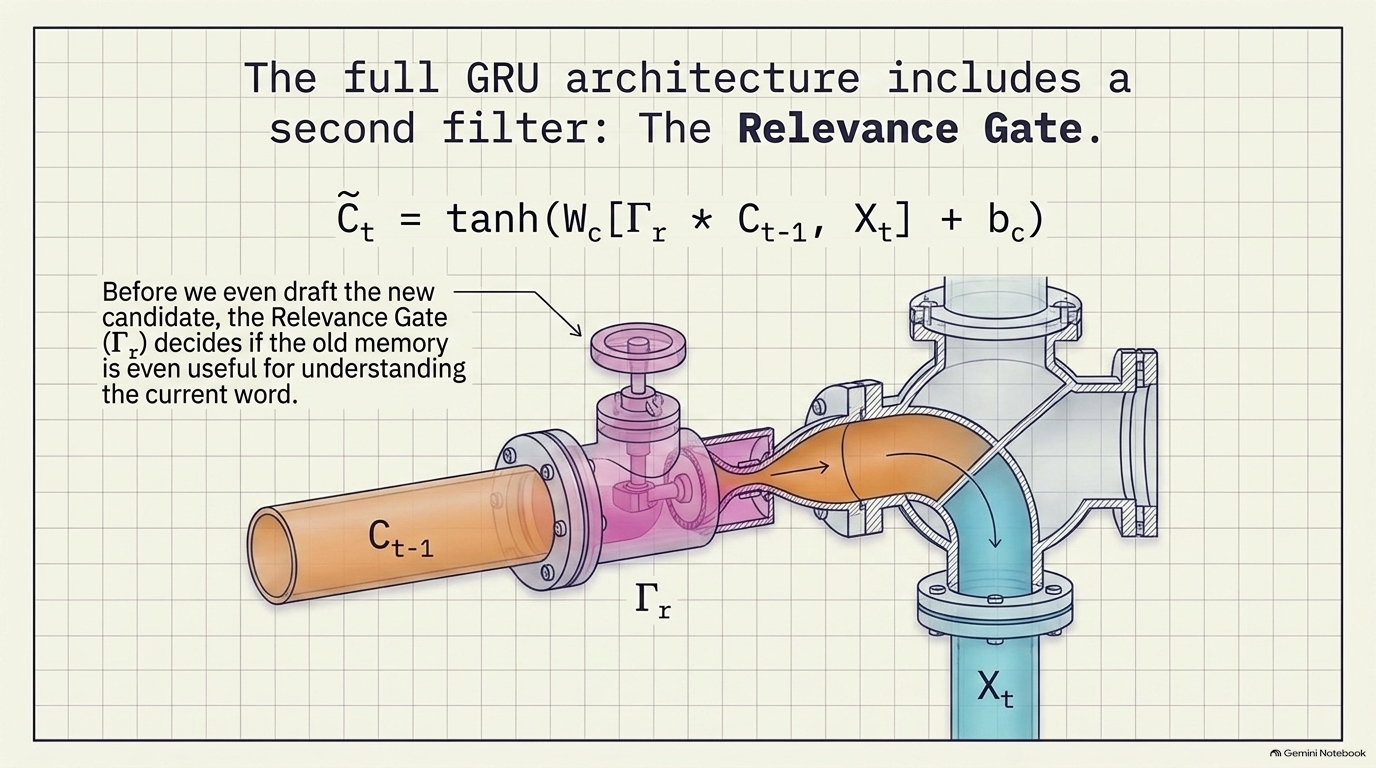 The full GRU architecture includes a
second filter: The Relevance Gate.
C̃ₜ = tanh(W_c[Γᵣ * Cₜ₋₁, Xₜ] + b_c)
Before we even draft the new
candidate, the Relevance Gate
(Γᵣ) decides if the old memory
is even useful for understanding
the current word.
Cₜ₋₁
Γᵣ
Xₜ
Gemini Notebook